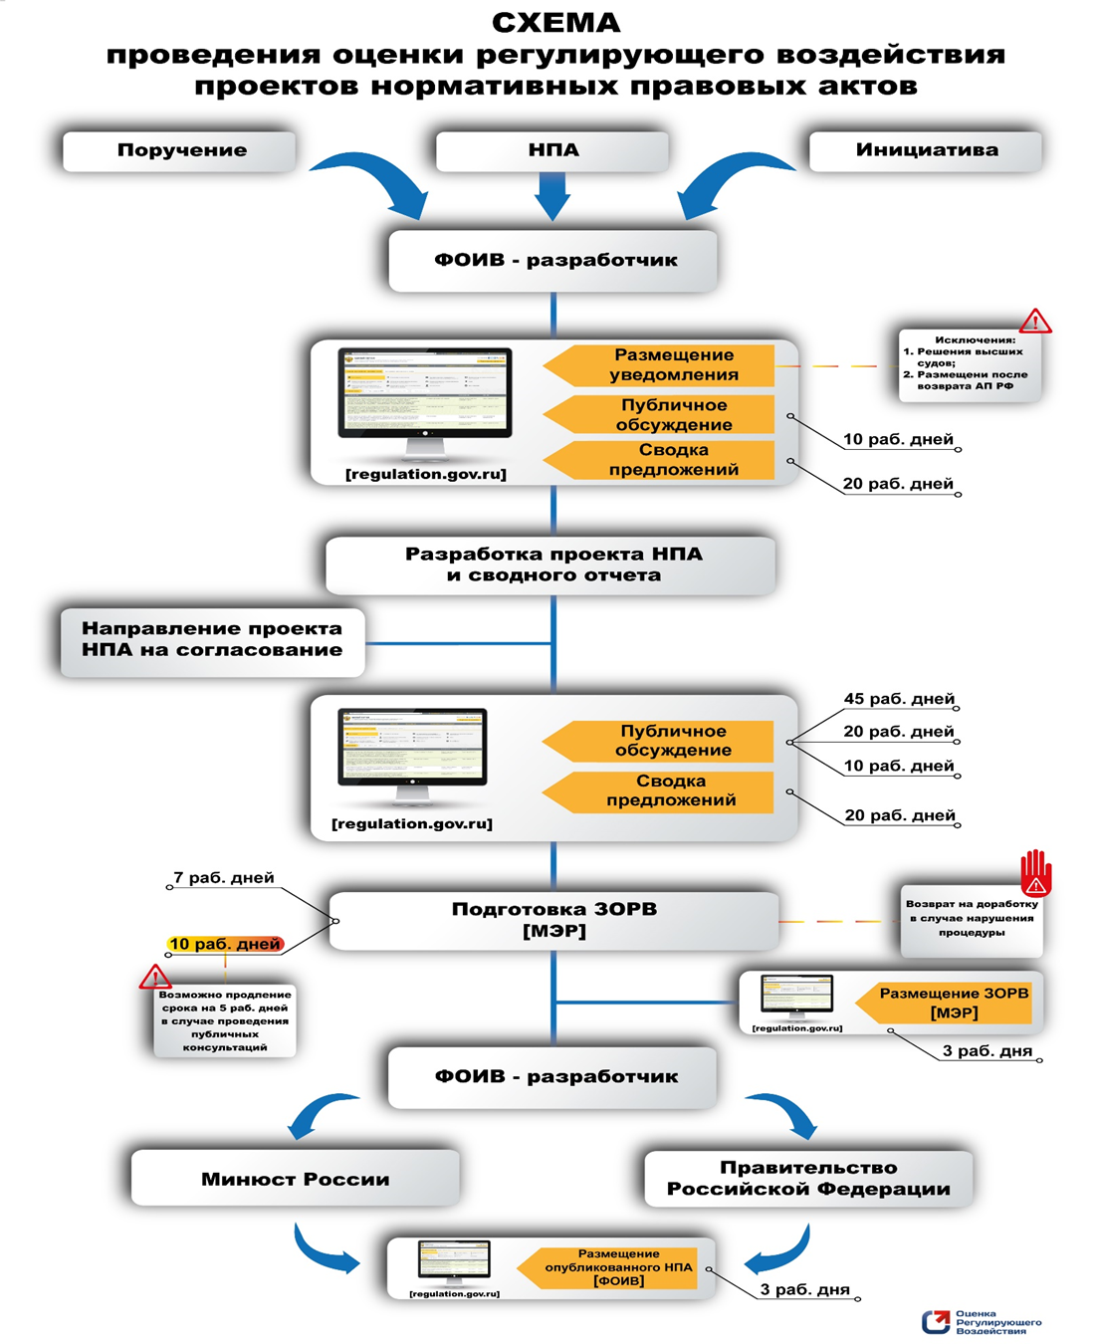 СХЕМА
проведения оценки регулирующего воздействия
проектов нормативных правовых актов
Поручение
НПА
Инициатива
ФОИВ - разработчик
Размещение
уведомления
Исключения:
1. Решения высших
судов;
2. Размещени после
возврата АП РФ
Публичное
обсуждение
10 раб. дней
Сводка
предложений
[regulation.gov.ru]
20 раб. дней
Разработка проекта НПА
и сводного отчета
Направление проекта
НПА на согласование
45 раб. дней
Публичное
обсуждение
20 раб. дней
10 раб. дней
Сводка
предложений
20 раб. дней
[regulation.gov.ru]
7 раб. дней
Подготовка ЗОРВ
[МЭР]
Возврат на доработку
в случае нарушения
процедуры
10 раб. дней
Возможно продление
срока на 5 раб. дней
в случае проведения
публичных
консультаций
Размещение ЗОРВ
[МЭР]
[regulation.gov.ru]
3 раб. дня
ФОИВ - разработчик
Минюст России
Правительство
Российской Федерации
Размещение
опубликованного НПА
[ФОИВ]
[regulation.gov.ru]
3 раб. дня
Оценка
Регулирующего
Воздействия